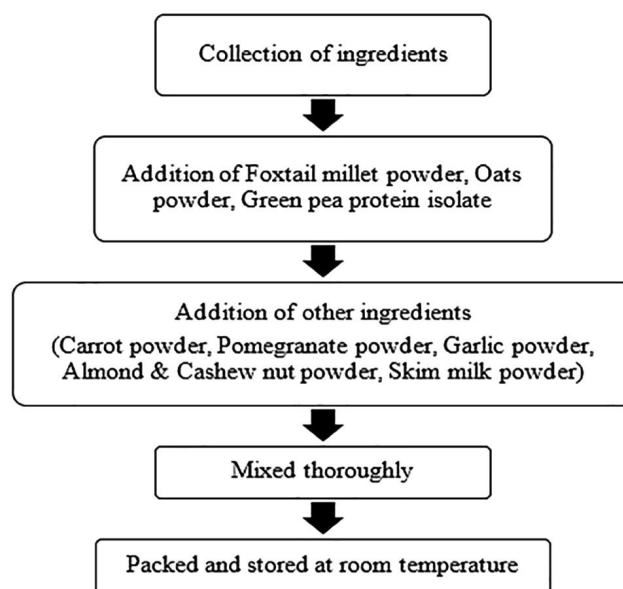 Collection of ingredients
Addition of Foxtail millet powder, Oats
powder, Green pea protein isolate
Addition of other ingredients
(Carrot powder, Pomegranate powder, Garlic powder,
Almond & Cashew nut powder, Skim milk powder)
Mixed thoroughly
Packed and stored at room temperature